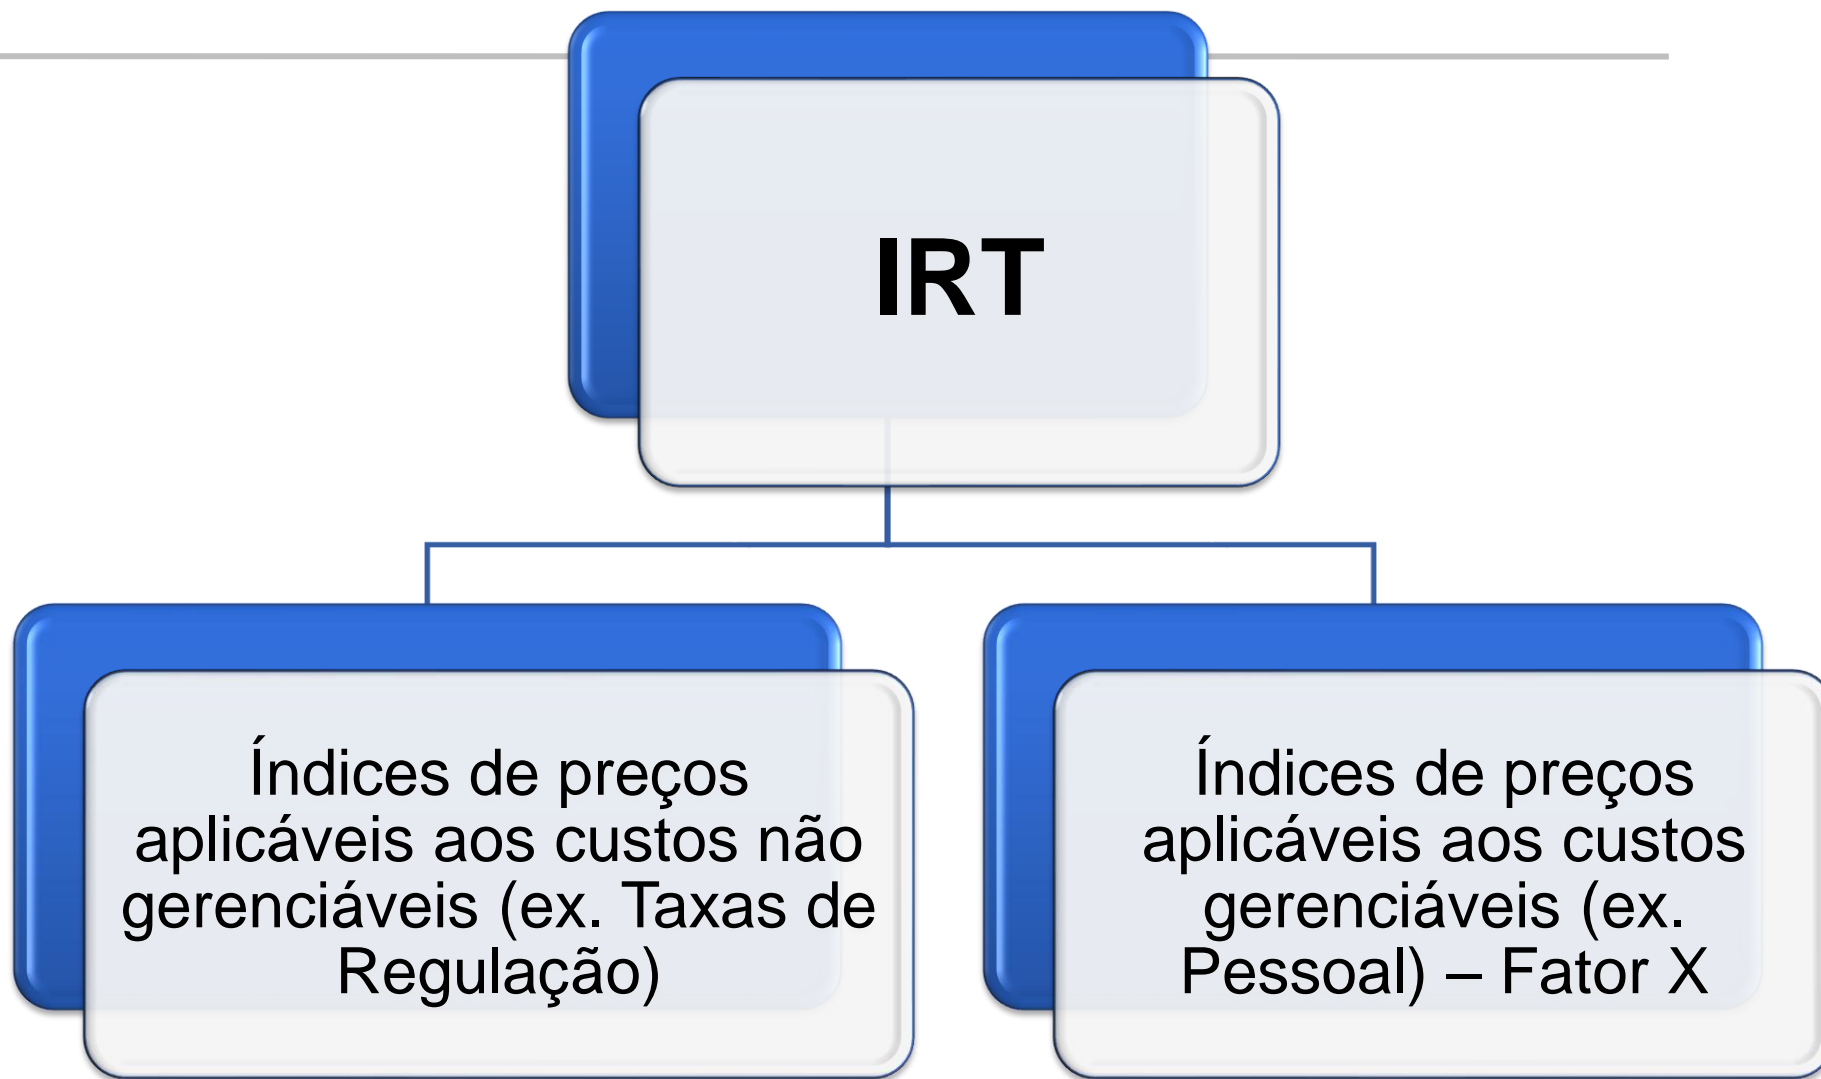 IRT
Índices de preços
aplicáveis aos custos não
gerenciáveis (ex. Taxas de
Regulação)
Índices de preços
aplicáveis aos custos
gerenciáveis (ex.
Pessoal) – Fator X